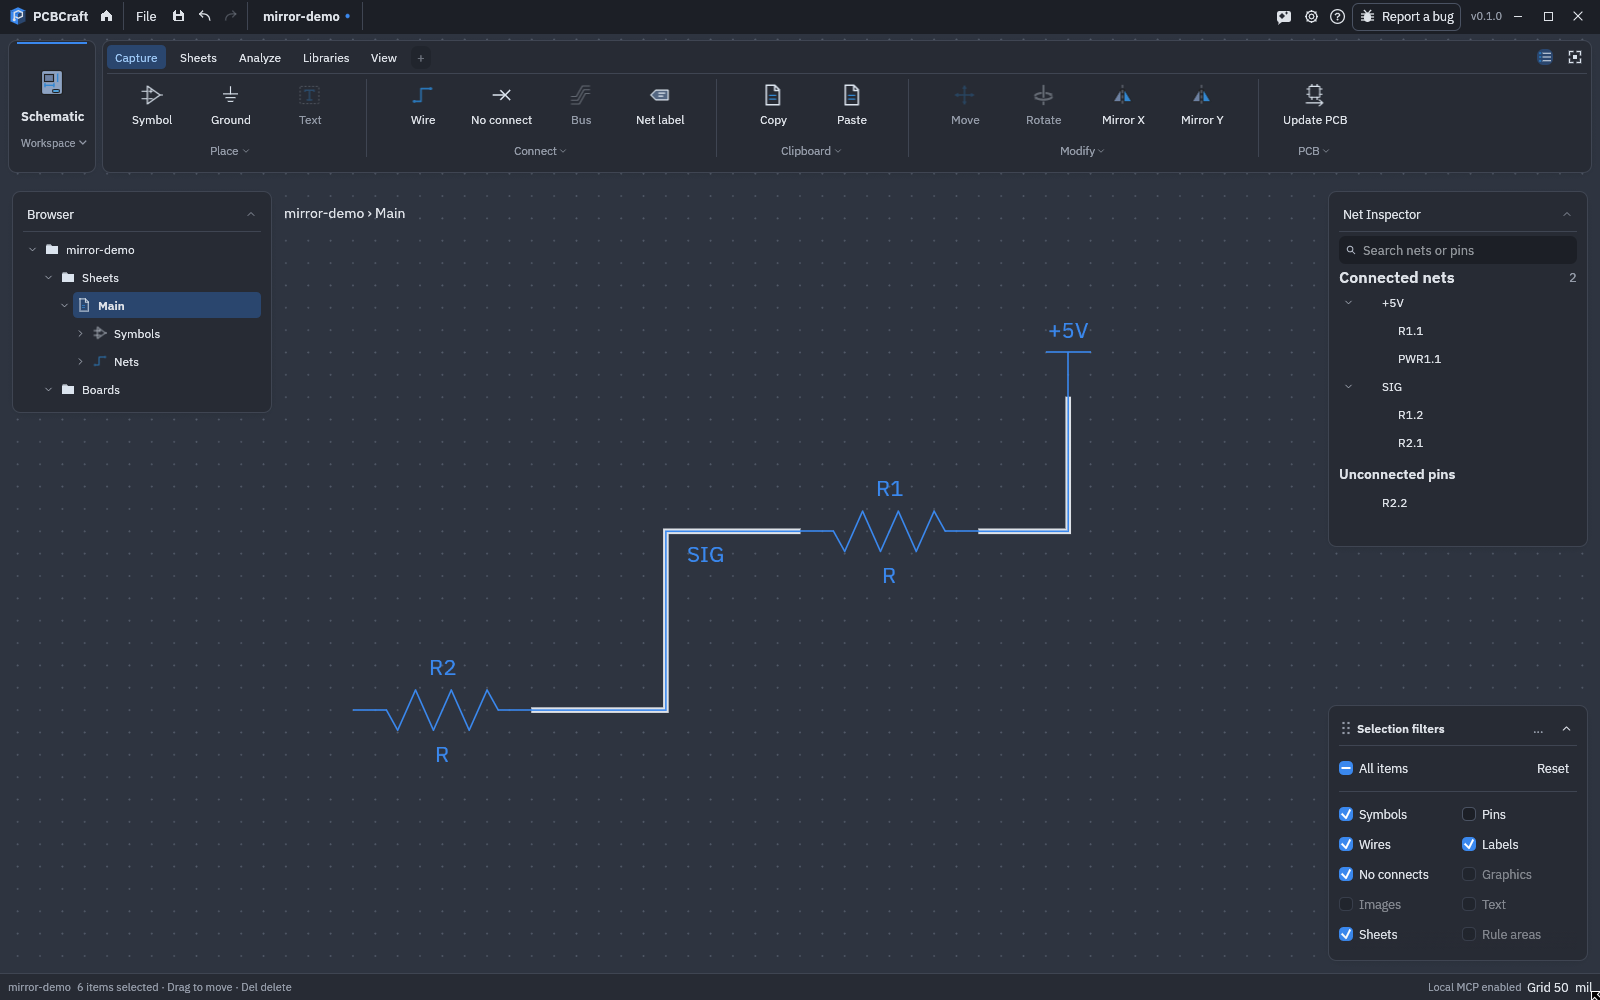 PCBCraft File mirror-demo Report a bug v0.1.0
Capture Sheets Analyze Libraries View +
Schematic
Workspace
Symbol Ground Text Wire No connect Bus Net label Copy Paste Move Rotate Mirror X Mirror Y Update PCB
Place Connect Clipboard Modify PCB
Browser
mirror-demo
Sheets
Main
Symbols
Nets
Boards
mirror-demo › Main
+5V
R1
SIG
R
R2
R
Net Inspector
Search nets or pins
Connected nets 2
+5V
R1.1
PWR1.1
SIG
R1.2
R2.1
Unconnected pins
R2.2
Selection filters ...
All items Reset
Symbols Pins
Wires Labels
No connects Graphics
Images Text
Sheets Rule areas
mirror-demo 6 items selected · Drag to move · Del delete Local MCP enabled Grid 50 mil